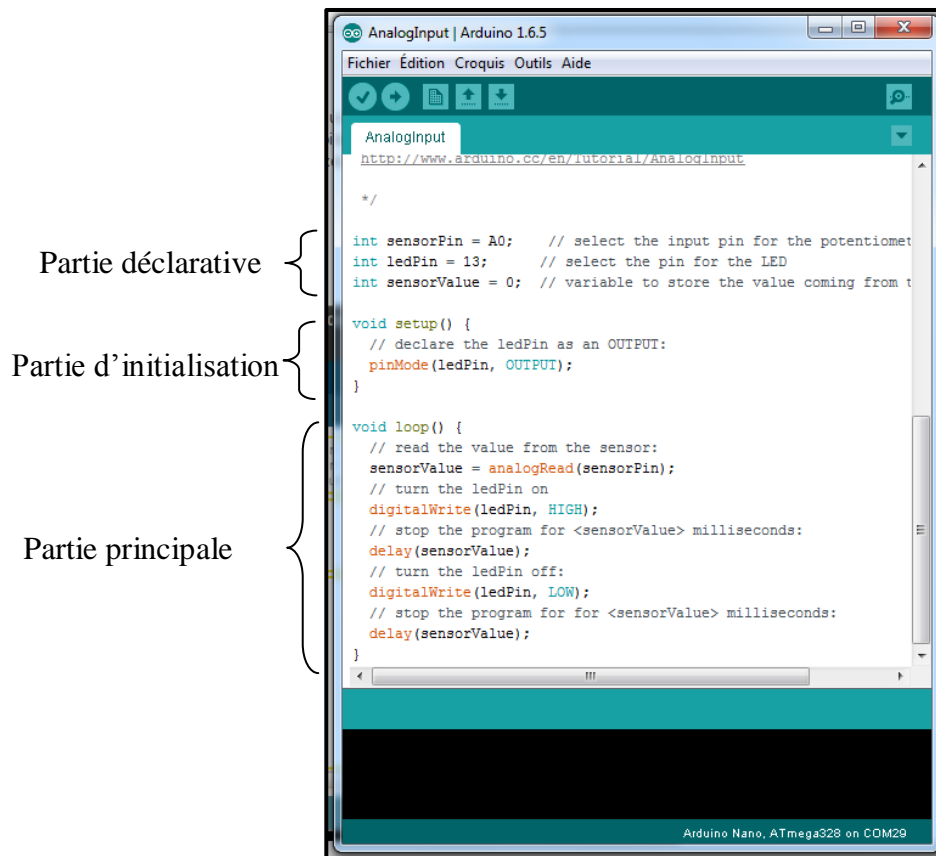 AnalogInput | Arduino 1.6.5
Fichier Édition Croquis Outils Aide
AnalogInput
http://www.arduino.cc/en/Tutorial/AnalogInput
*/
Partie déclarative
int sensorPin = A0;    // select the input pin for the potentiomet
int ledPin = 13;      // select the pin for the LED
int sensorValue = 0;  // variable to store the value coming from t
Partie d'initialisation
void setup() {
  // declare the ledPin as an OUTPUT:
  pinMode(ledPin, OUTPUT);
}
Partie principale
void loop() {
  // read the value from the sensor:
  sensorValue = analogRead(sensorPin);
  // turn the ledPin on
  digitalWrite(ledPin, HIGH);
  // stop the program for <sensorValue> milliseconds:
  delay(sensorValue);
  // turn the ledPin off:
  digitalWrite(ledPin, LOW);
  // stop the program for for <sensorValue> milliseconds:
  delay(sensorValue);
}
Arduino Nano, ATmega328 on COM29